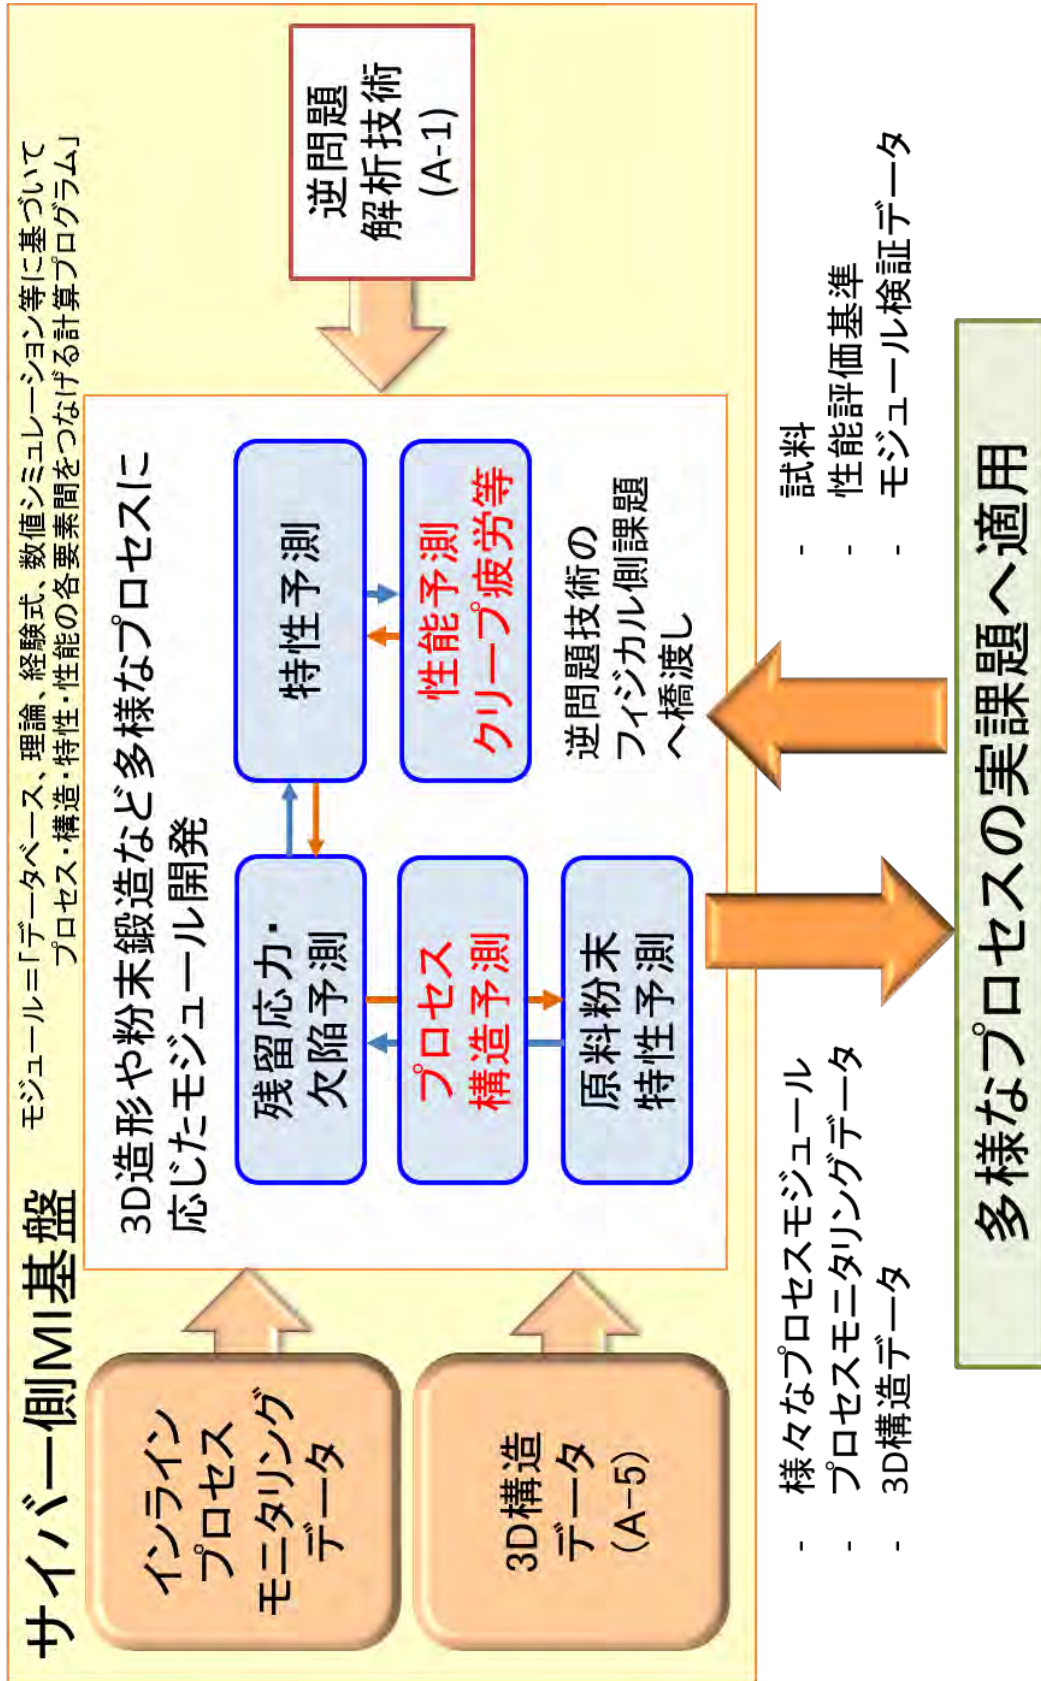 サイバー側MI基盤
モジュール＝「データベース、理論、経験式、数値シミュレーション等に基づいて
プロセス・構造・特性・性能の各要素間をつなげる計算プログラム」
インライン
プロセス
モニタリング
データ
3D構造
データ
(A-5)
3D造形や粉末鍛造など多様なプロセスに
応じたモジュール開発
残留応力・
欠陥予測
プロセス
構造予測
原料粉末
特性予測
特性予測
性能予測
クリープ疲労等
逆問題技術の
フィジカル側課題
へ橋渡し
逆問題
解析技術
(A-1)
- 様々なプロセスモジュール
- プロセスモニタリングデータ
- 3D構造データ
- 試料
- 性能評価基準
- モジュール検証データ
多様なプロセスの実課題へ適用